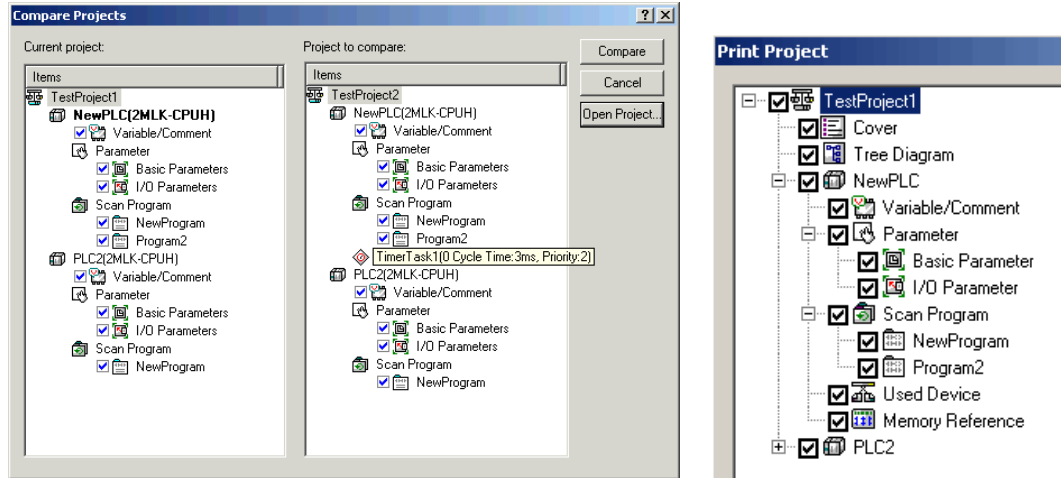 Compare Projects
Current project:
Items
TestProject1
NewPLC(2MLK-CPUH)
Variable/Comment
Parameter
Basic Parameters
I/O Parameters
Scan Program
NewProgram
Program2
PLC2(2MLK-CPUH)
Variable/Comment
Parameter
Basic Parameters
I/O Parameters
Scan Program
NewProgram
Project to compare:
Items
TestProject2
NewPLC(2MLK-CPUH)
Variable/Comment
Parameter
Basic Parameters
I/O Parameters
Scan Program
NewProgram
Program2
TimerTask1(0 Cycle Time:3ms, Priority:2)
PLC2(2MLK-CPUH)
Variable/Comment
Parameter
Basic Parameters
I/O Parameters
Scan Program
NewProgram
Compare
Cancel
Open Project...
Print Project
TestProject1
Cover
Tree Diagram
NewPLC
Variable/Comment
Parameter
Basic Parameter
I/O Parameter
Scan Program
NewProgram
Program2
Used Device
Memory Reference
PLC2